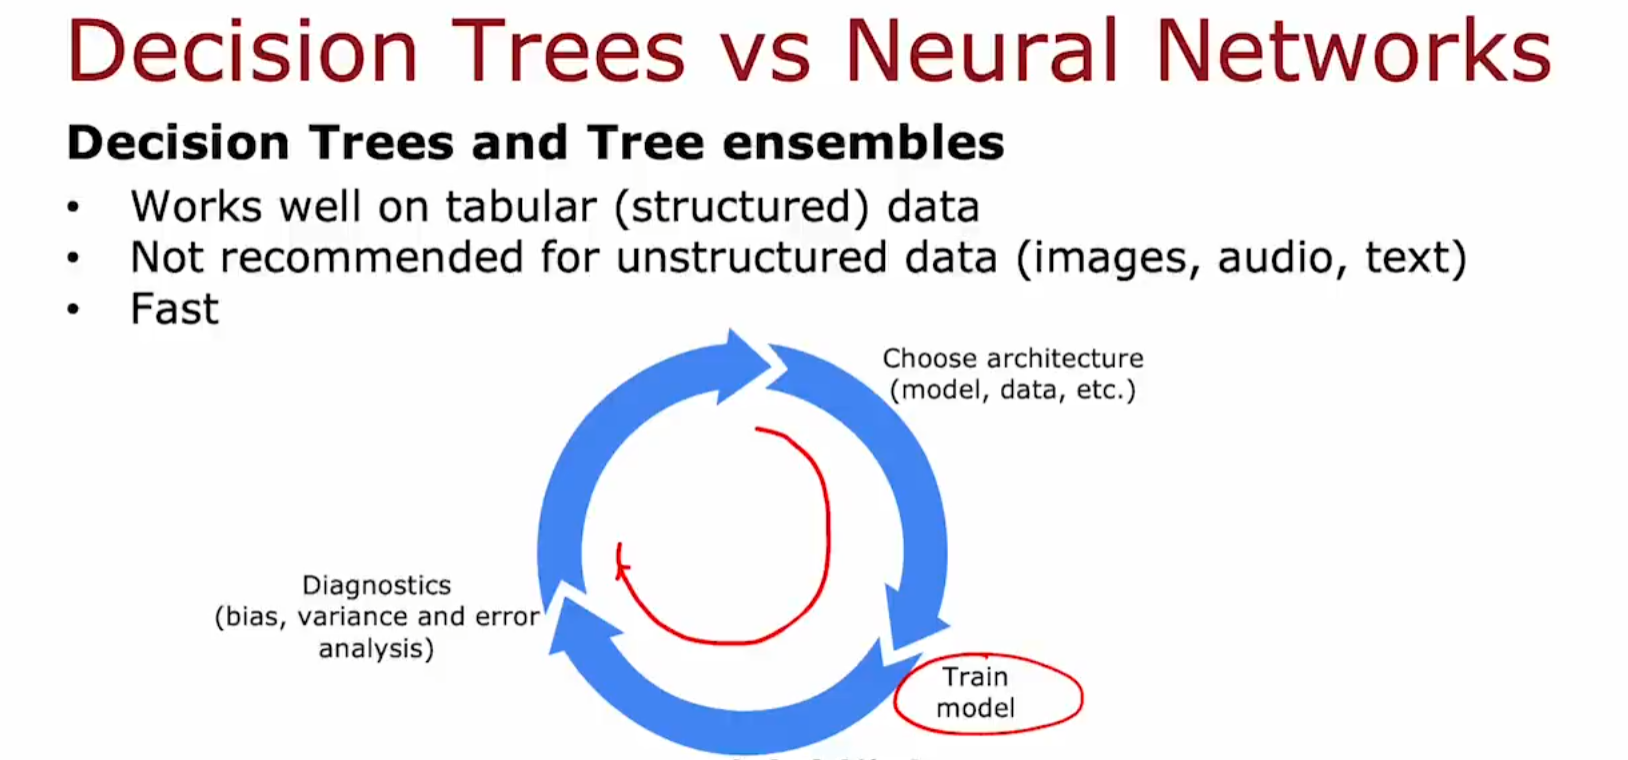 Decision Trees vs Neural Networks
Decision Trees and Tree ensembles
• Works well on tabular (structured) data
• Not recommended for unstructured data (images, audio, text)
• Fast
Choose architecture
(model, data, etc.)
Diagnostics
(bias, variance and error
analysis)
Train
model